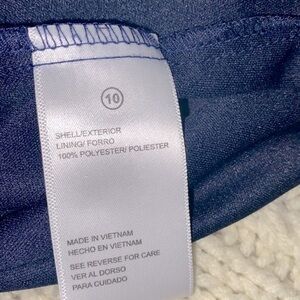 10
SHELL/EXTERIOR
LINING/ FORRO
100% POLYESTER/ POLIESTER
MADE IN VIETNAM
HECHO EN VIETNAM
SEE REVERSE FOR CARE
VER AL DORSO
PARA CUIDADO